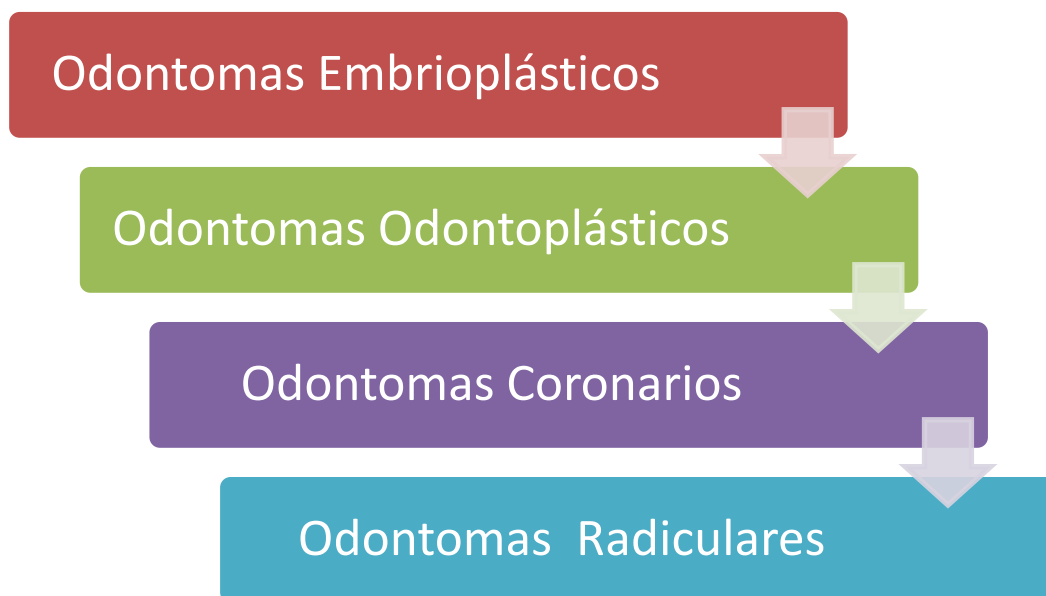 Odontomas Embrioplásticos
Odontomas Odontoplásticos
Odontomas Coronarios
Odontomas  Radiculares